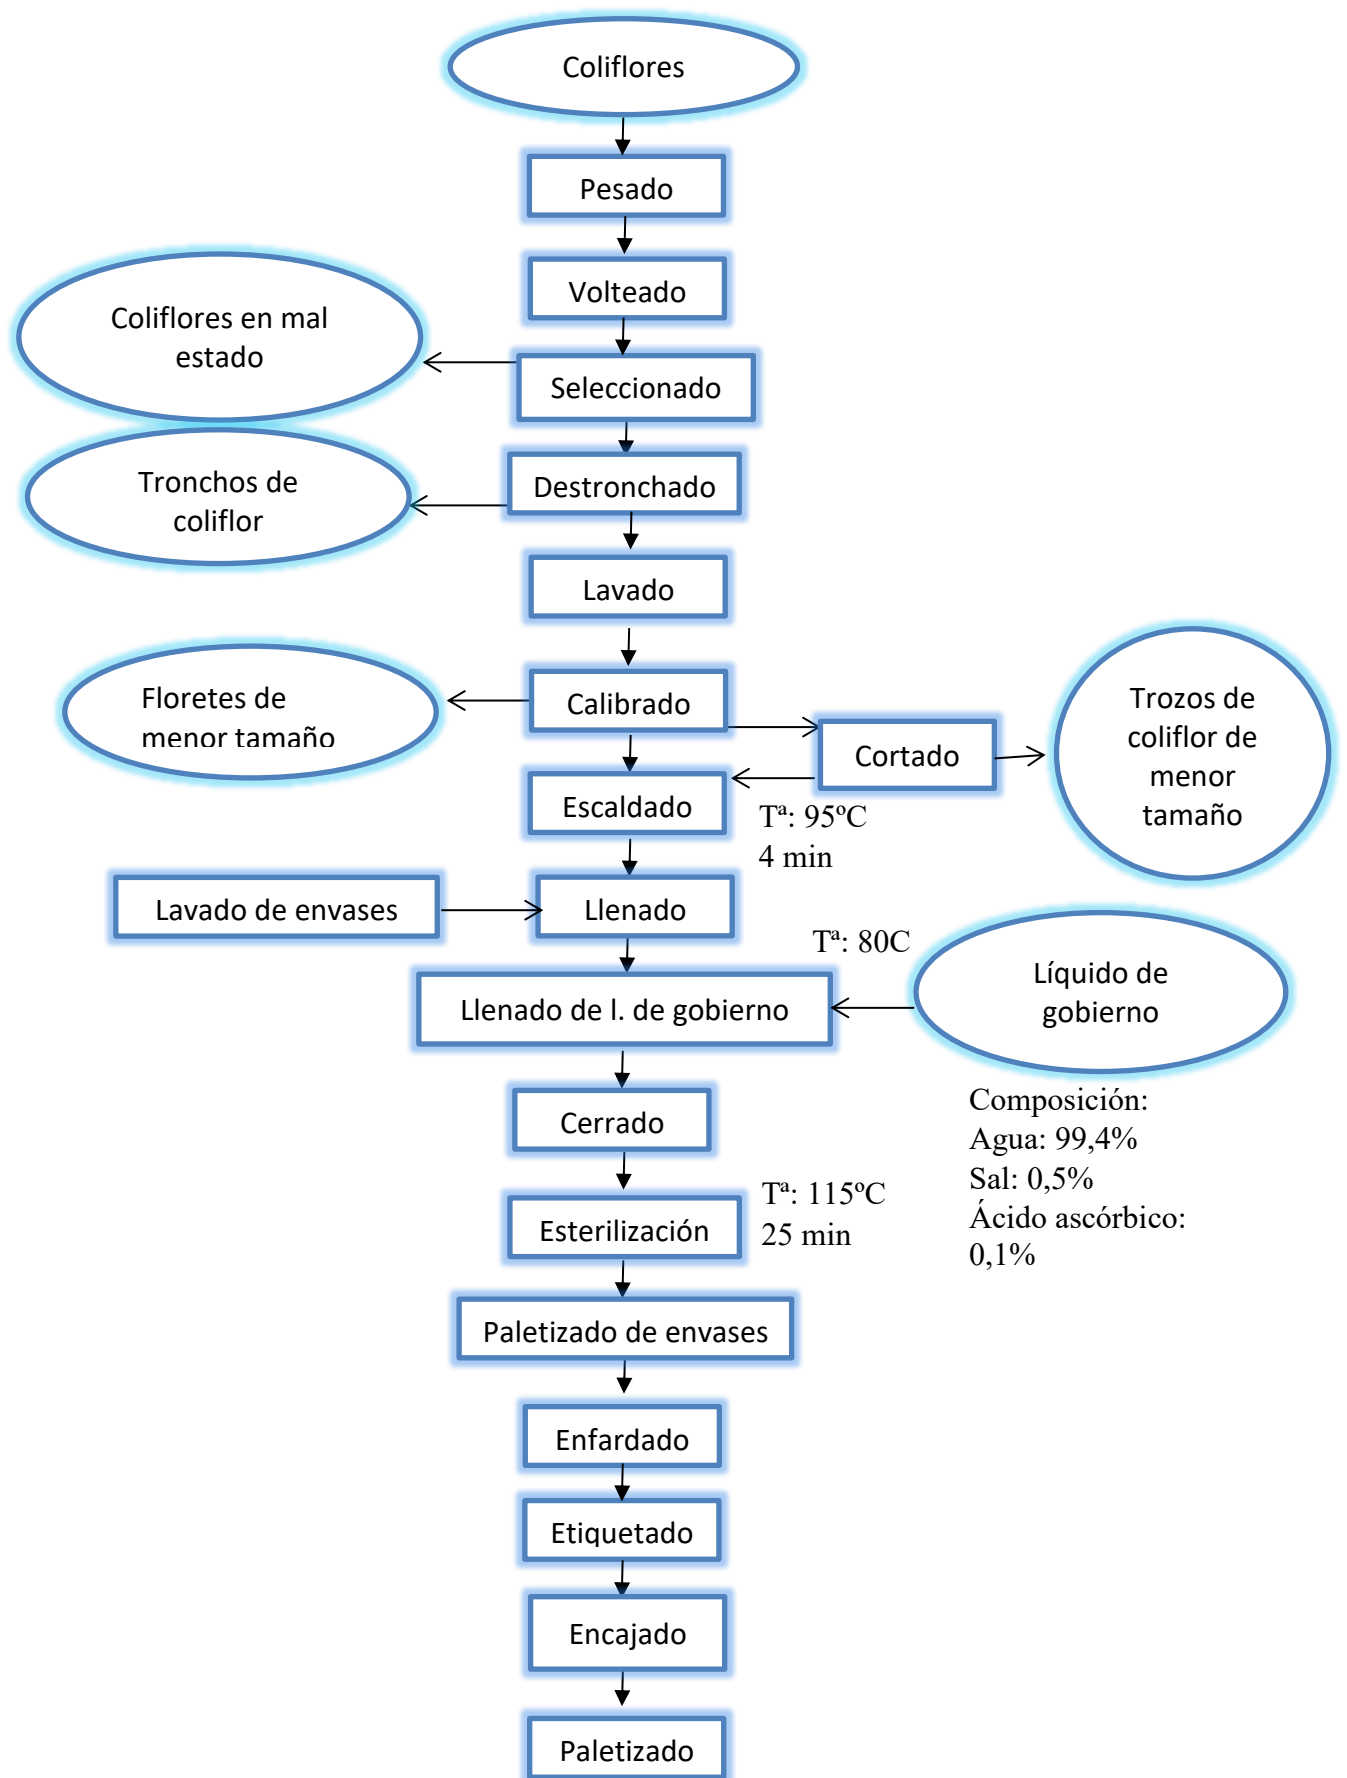 Coliflores
Pesado
Volteado
Coliflores en mal
estado
Seleccionado
Tronchos de
coliflor
Destronchado
Lavado
Floretes de
menor tamaño
Calibrado
Cortado
Trozos de
coliflor de
menor
tamaño
Escaldado
Tª: 95ºC
4 min
Lavado de envases
Llenado
Tª: 80C
Líquido de
gobierno
Llenado de l. de gobierno
Composición:
Agua: 99,4%
Sal: 0,5%
Ácido ascórbico:
0,1%
Cerrado
Esterilización
Tª: 115ºC
25 min
Paletizado de envases
Enfardado
Etiquetado
Encajado
Paletizado